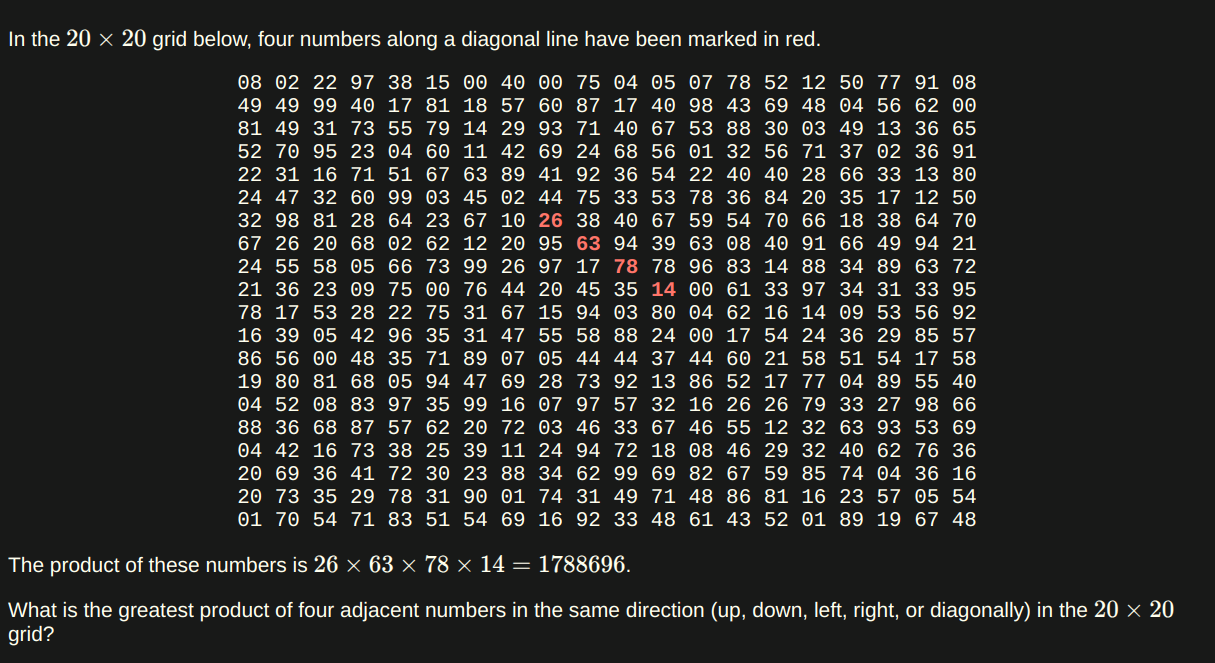 In the 20 × 20 grid below, four numbers along a diagonal line have been marked in red.
08 02 22 97 38 15 00 40 00 75 04 05 07 78 52 12 50 77 91 08
49 49 99 40 17 81 18 57 60 87 17 40 98 43 69 48 04 56 62 00
81 49 31 73 55 79 14 29 93 71 40 67 53 88 30 03 49 13 36 65
52 70 95 23 04 60 11 42 69 24 68 56 01 32 56 71 37 02 36 91
22 31 16 71 51 67 63 89 41 92 36 54 22 40 40 28 66 33 13 80
24 47 32 60 99 03 45 02 44 75 33 53 78 36 84 20 35 17 12 50
32 98 81 28 64 23 67 10 26 38 40 67 59 54 70 66 18 38 64 70
67 26 20 68 02 62 12 20 95 63 94 39 63 08 40 91 66 49 94 21
24 55 58 05 66 73 99 26 97 17 78 78 96 83 14 88 34 89 63 72
21 36 23 09 75 00 76 44 20 45 35 14 00 61 33 97 34 31 33 95
78 17 53 28 22 75 31 67 15 94 03 80 04 62 16 14 09 53 56 92
16 39 05 42 96 35 31 47 55 58 88 24 00 17 54 24 36 29 85 57
86 56 00 48 35 71 89 07 05 44 44 37 44 60 21 58 51 54 17 58
19 80 81 68 05 94 47 69 28 73 92 13 86 52 17 77 04 89 55 40
04 52 08 83 97 35 99 16 07 97 57 32 16 26 26 79 33 27 98 66
88 36 68 87 57 62 20 72 03 46 33 67 46 55 12 32 63 93 53 69
04 42 16 73 38 25 39 11 24 94 72 18 08 46 29 32 40 62 76 36
20 69 36 41 72 30 23 88 34 62 99 69 82 67 59 85 74 04 36 16
20 73 35 29 78 31 90 01 74 31 49 71 48 86 81 16 23 57 05 54
01 70 54 71 83 51 54 69 16 92 33 48 61 43 52 01 89 19 67 48
The product of these numbers is 26 × 63 × 78 × 14 = 1788696.
What is the greatest product of four adjacent numbers in the same direction (up, down, left, right, or diagonally) in the 20 × 20
grid?